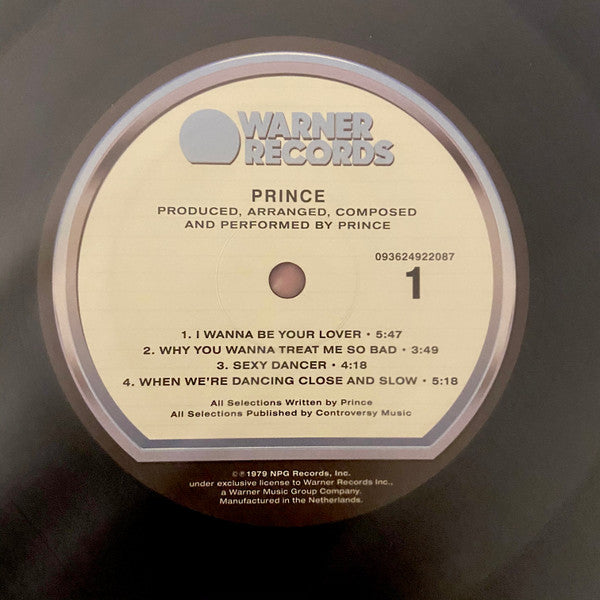 WARNER
RECORDS
PRINCE
PRODUCED, ARRANGED, COMPOSED
AND PERFORMED BY PRINCE
093624922087
1
1. I WANNA BE YOUR LOVER • 5:47
2. WHY YOU WANNA TREAT ME SO BAD • 3:49
3. SEXY DANCER • 4:18
4. WHEN WE'RE DANCING CLOSE AND SLOW • 5:18
All Selections Written by Prince
All Selections Published by Controversy Music
©℗1979 NPG Records, Inc.
under exclusive license to Warner Records Inc.,
a Warner Music Group Company.
Manufactured in the Netherlands.